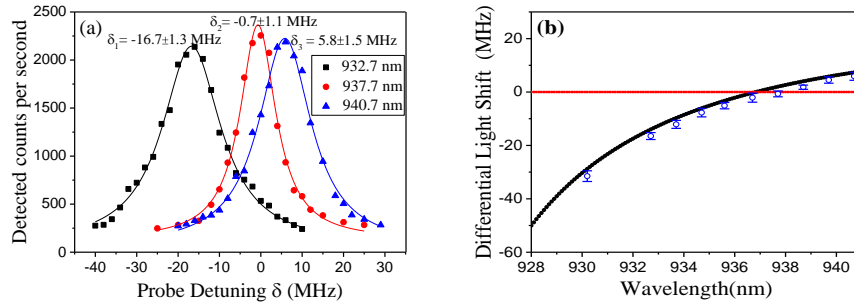 (a)
δ2= -0.7±1.1 MHz
δ1= -16.7±1.3 MHz
δ3 = 5.8±1.5 MHz
932.7 nm
937.7 nm
940.7 nm
Detected counts per second
2500
2000
1500
1000
500
0
-40 -30 -20 -10 0 10 20 30
Probe Detuning δ (MHz)
(b)
Differential Light Shift (MHz)
20
0
-20
-40
-60
928 930 932 934 936 938 940
Wavelength(nm)